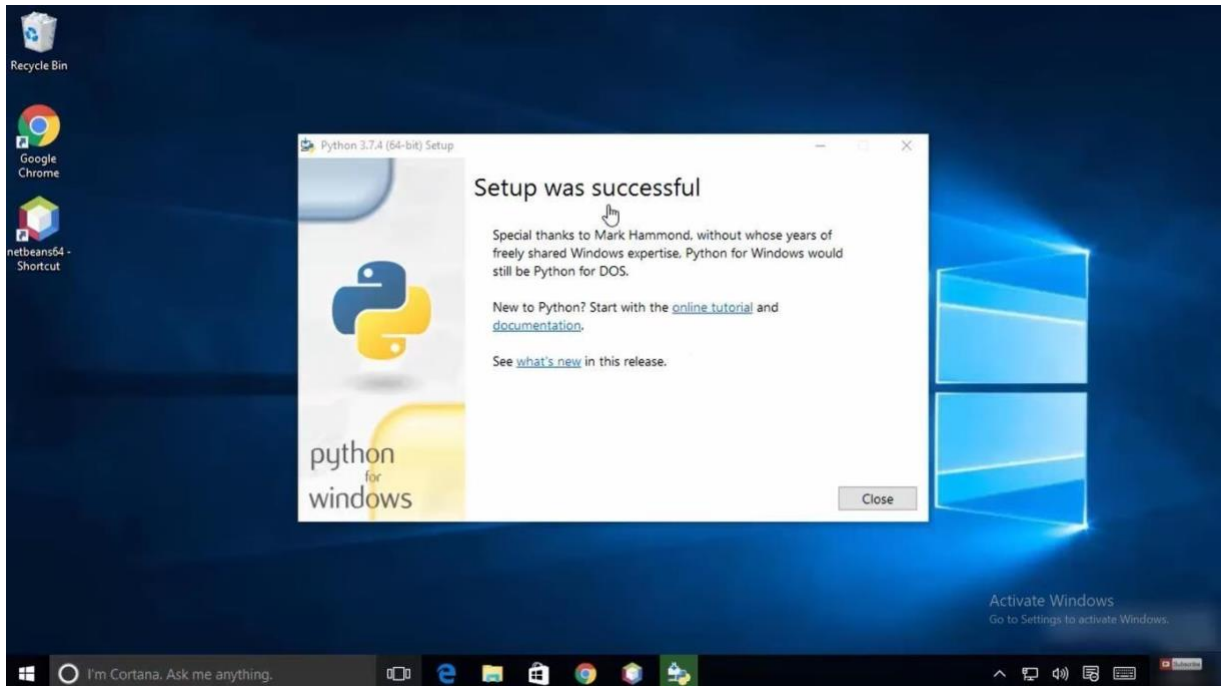 Recycle Bin
Google
Chrome
netbeans64 -
Shortcut
Python 3.7.4 (64-bit) Setup
Setup was successful
Special thanks to Mark Hammond, without whose years of
freely shared Windows expertise, Python for Windows would
still be Python for DOS.
New to Python? Start with the online tutorial and
documentation.
See what's new in this release.
python
for
windows
Close
Activate Windows
Go to Settings to activate Windows.
I'm Cortana. Ask me anything.
Subscribe